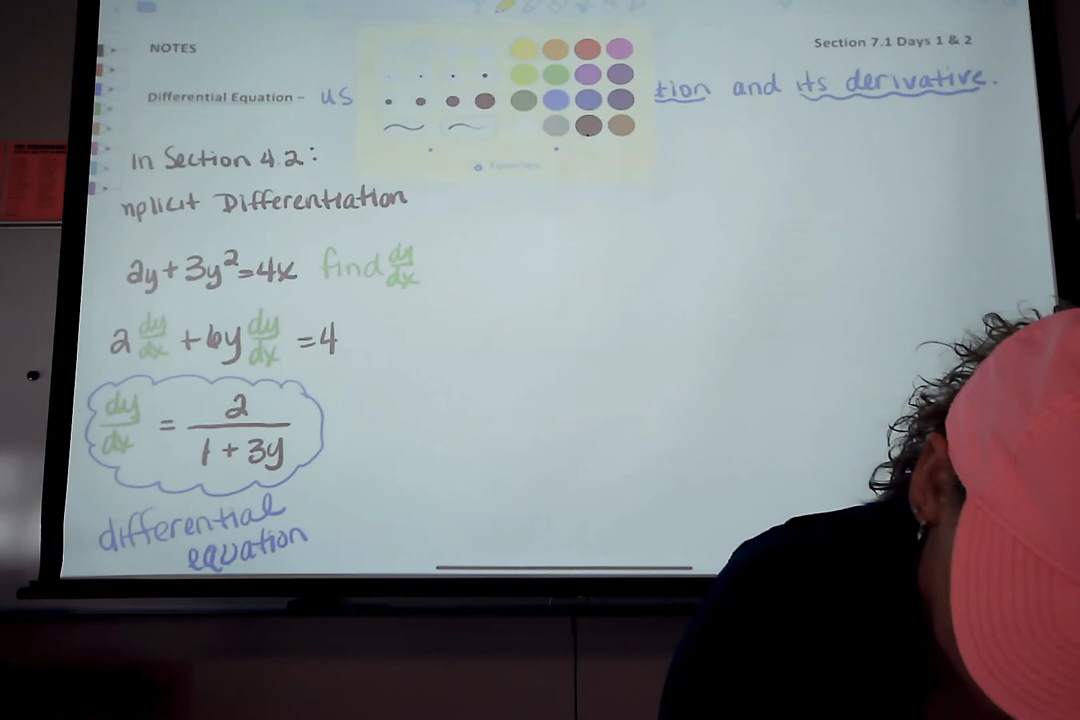 NOTES
Section 7.1 Days 1 & 2
Differential Equation – us tion and its derivative.
In Section 4.2:
mplicit Differentiation
2y + 3y² = 4x find dy/dx
2 dy/dx + 6y dy/dx = 4
dy/dx = 2/(1 + 3y)
differential
equation